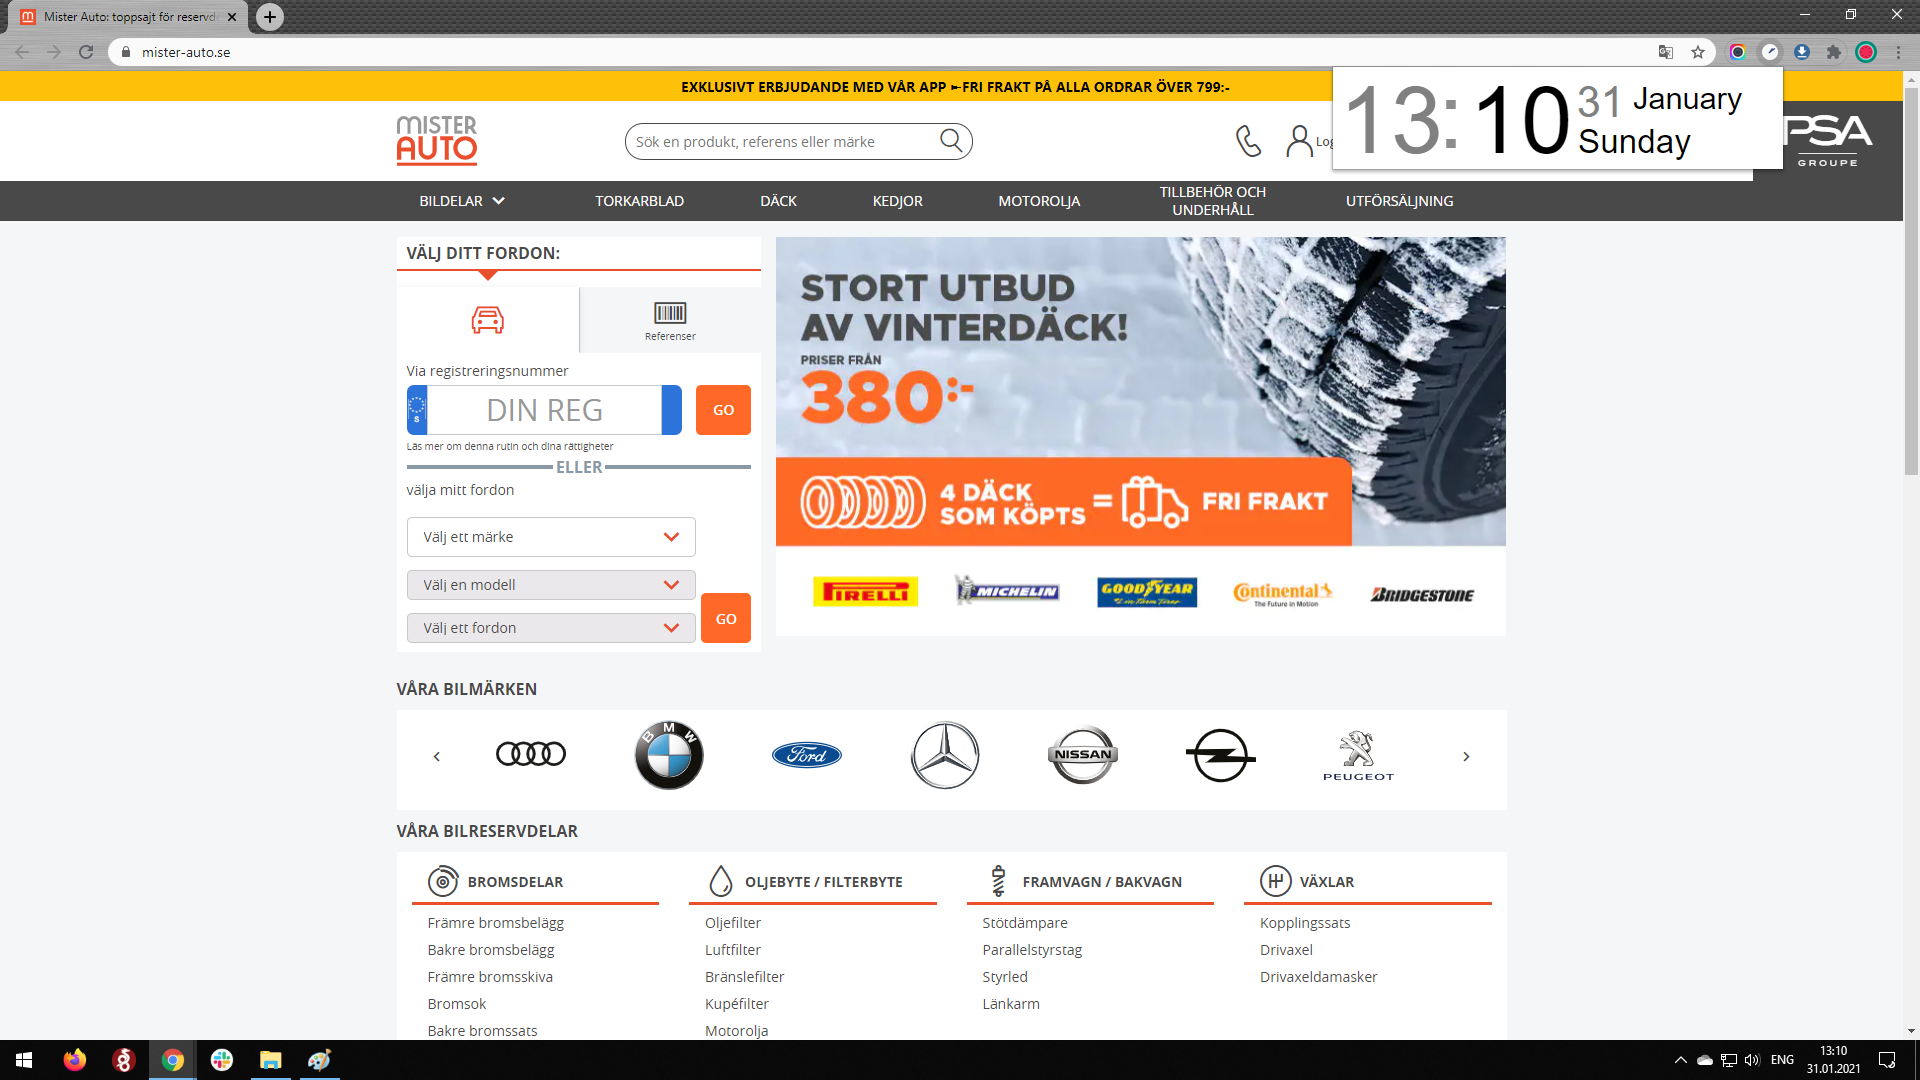 Mister Auto: toppsajt för reservd
mister-auto.se
EXKLUSIVT ERBJUDANDE MED VÅR APP ►FRI FRAKT PÅ ALLA ORDRAR ÖVER 799:-
13:10
31 January
Sunday
MISTER
AUTO
Sök en produkt, referens eller märke
Log
PSA
GROUPE
BILDELAR
TORKARBLAD
DÄCK
KEDJOR
MOTOROLJA
TILLBEHÖR OCH
UNDERHÅLL
UTFÖRSÄLJNING
VÄLJ DITT FORDON:
Referenser
Via registreringsnummer
S
DIN REG
GO
Läs mer om denna rutin och dina rättigheter
ELLER
välja mitt fordon
Välj ett märke
Välj en modell
Välj ett fordon
GO
STORT UTBUD
AV VINTERDÄCK!
PRISER FRÅN
380:-
4 DÄCK
SOM KÖPTS
=
FRI FRAKT
PIRELLI
MICHELIN
GOODYEAR
#1 in Farm Tires
Continental
The Future in Motion
BRIDGESTONE
VÅRA BILMÄRKEN
BMW
Ford
NISSAN
PEUGEOT
VÅRA BILRESERVDELAR
BROMSDELAR
Främre bromsbelägg
Bakre bromsbelägg
Främre bromsskiva
Bromsok
Bakre bromssats
OLJEBYTE / FILTERBYTE
Oljefilter
Luftfilter
Bränslefilter
Kupéfilter
Motorolja
FRAMVAGN / BAKVAGN
Stötdämpare
Parallelstyrstag
Styrled
Länkarm
VÄXLAR
Kopplingssats
Drivaxel
Drivaxeldamasker
ENG
13:10
31.01.2021